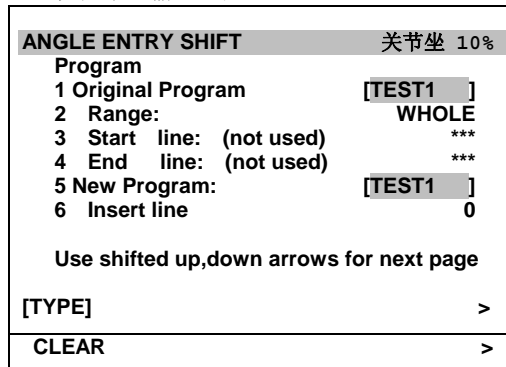 ANGLE ENTRY SHIFT 关节坐 10%
Program
1 Original Program [TEST1 ]
2 Range: WHOLE
3 Start line: (not used) ***
4 End line: (not used) ***
5 New Program: [TEST1 ]
6 Insert line 0
Use shifted up,down arrows for next page
[TYPE] >
CLEAR >